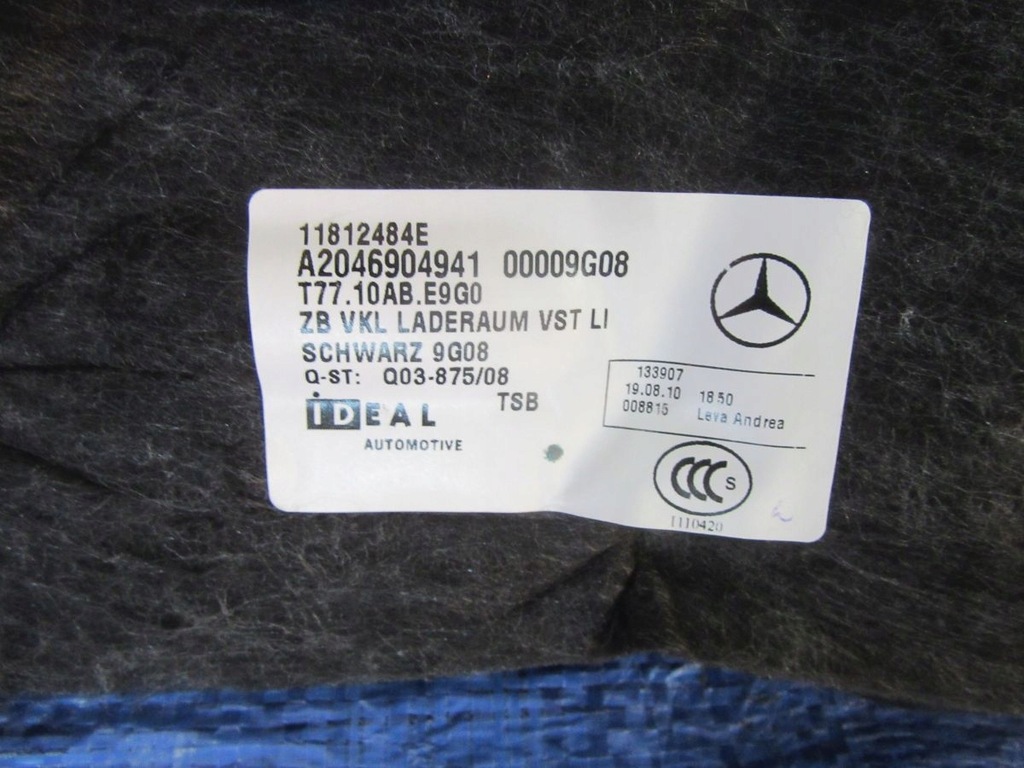 11812484E
A2046904941 00009G08
T77.10AB.E9G0
ZB VKL LADERAUM VST LI
SCHWARZ 9G08
Q-ST: Q03-875/08
TSB
iDEAL
AUTOMOTIVE
133907
19.08.10 18:50
008815 Leva Andrea
CCC S
1110420